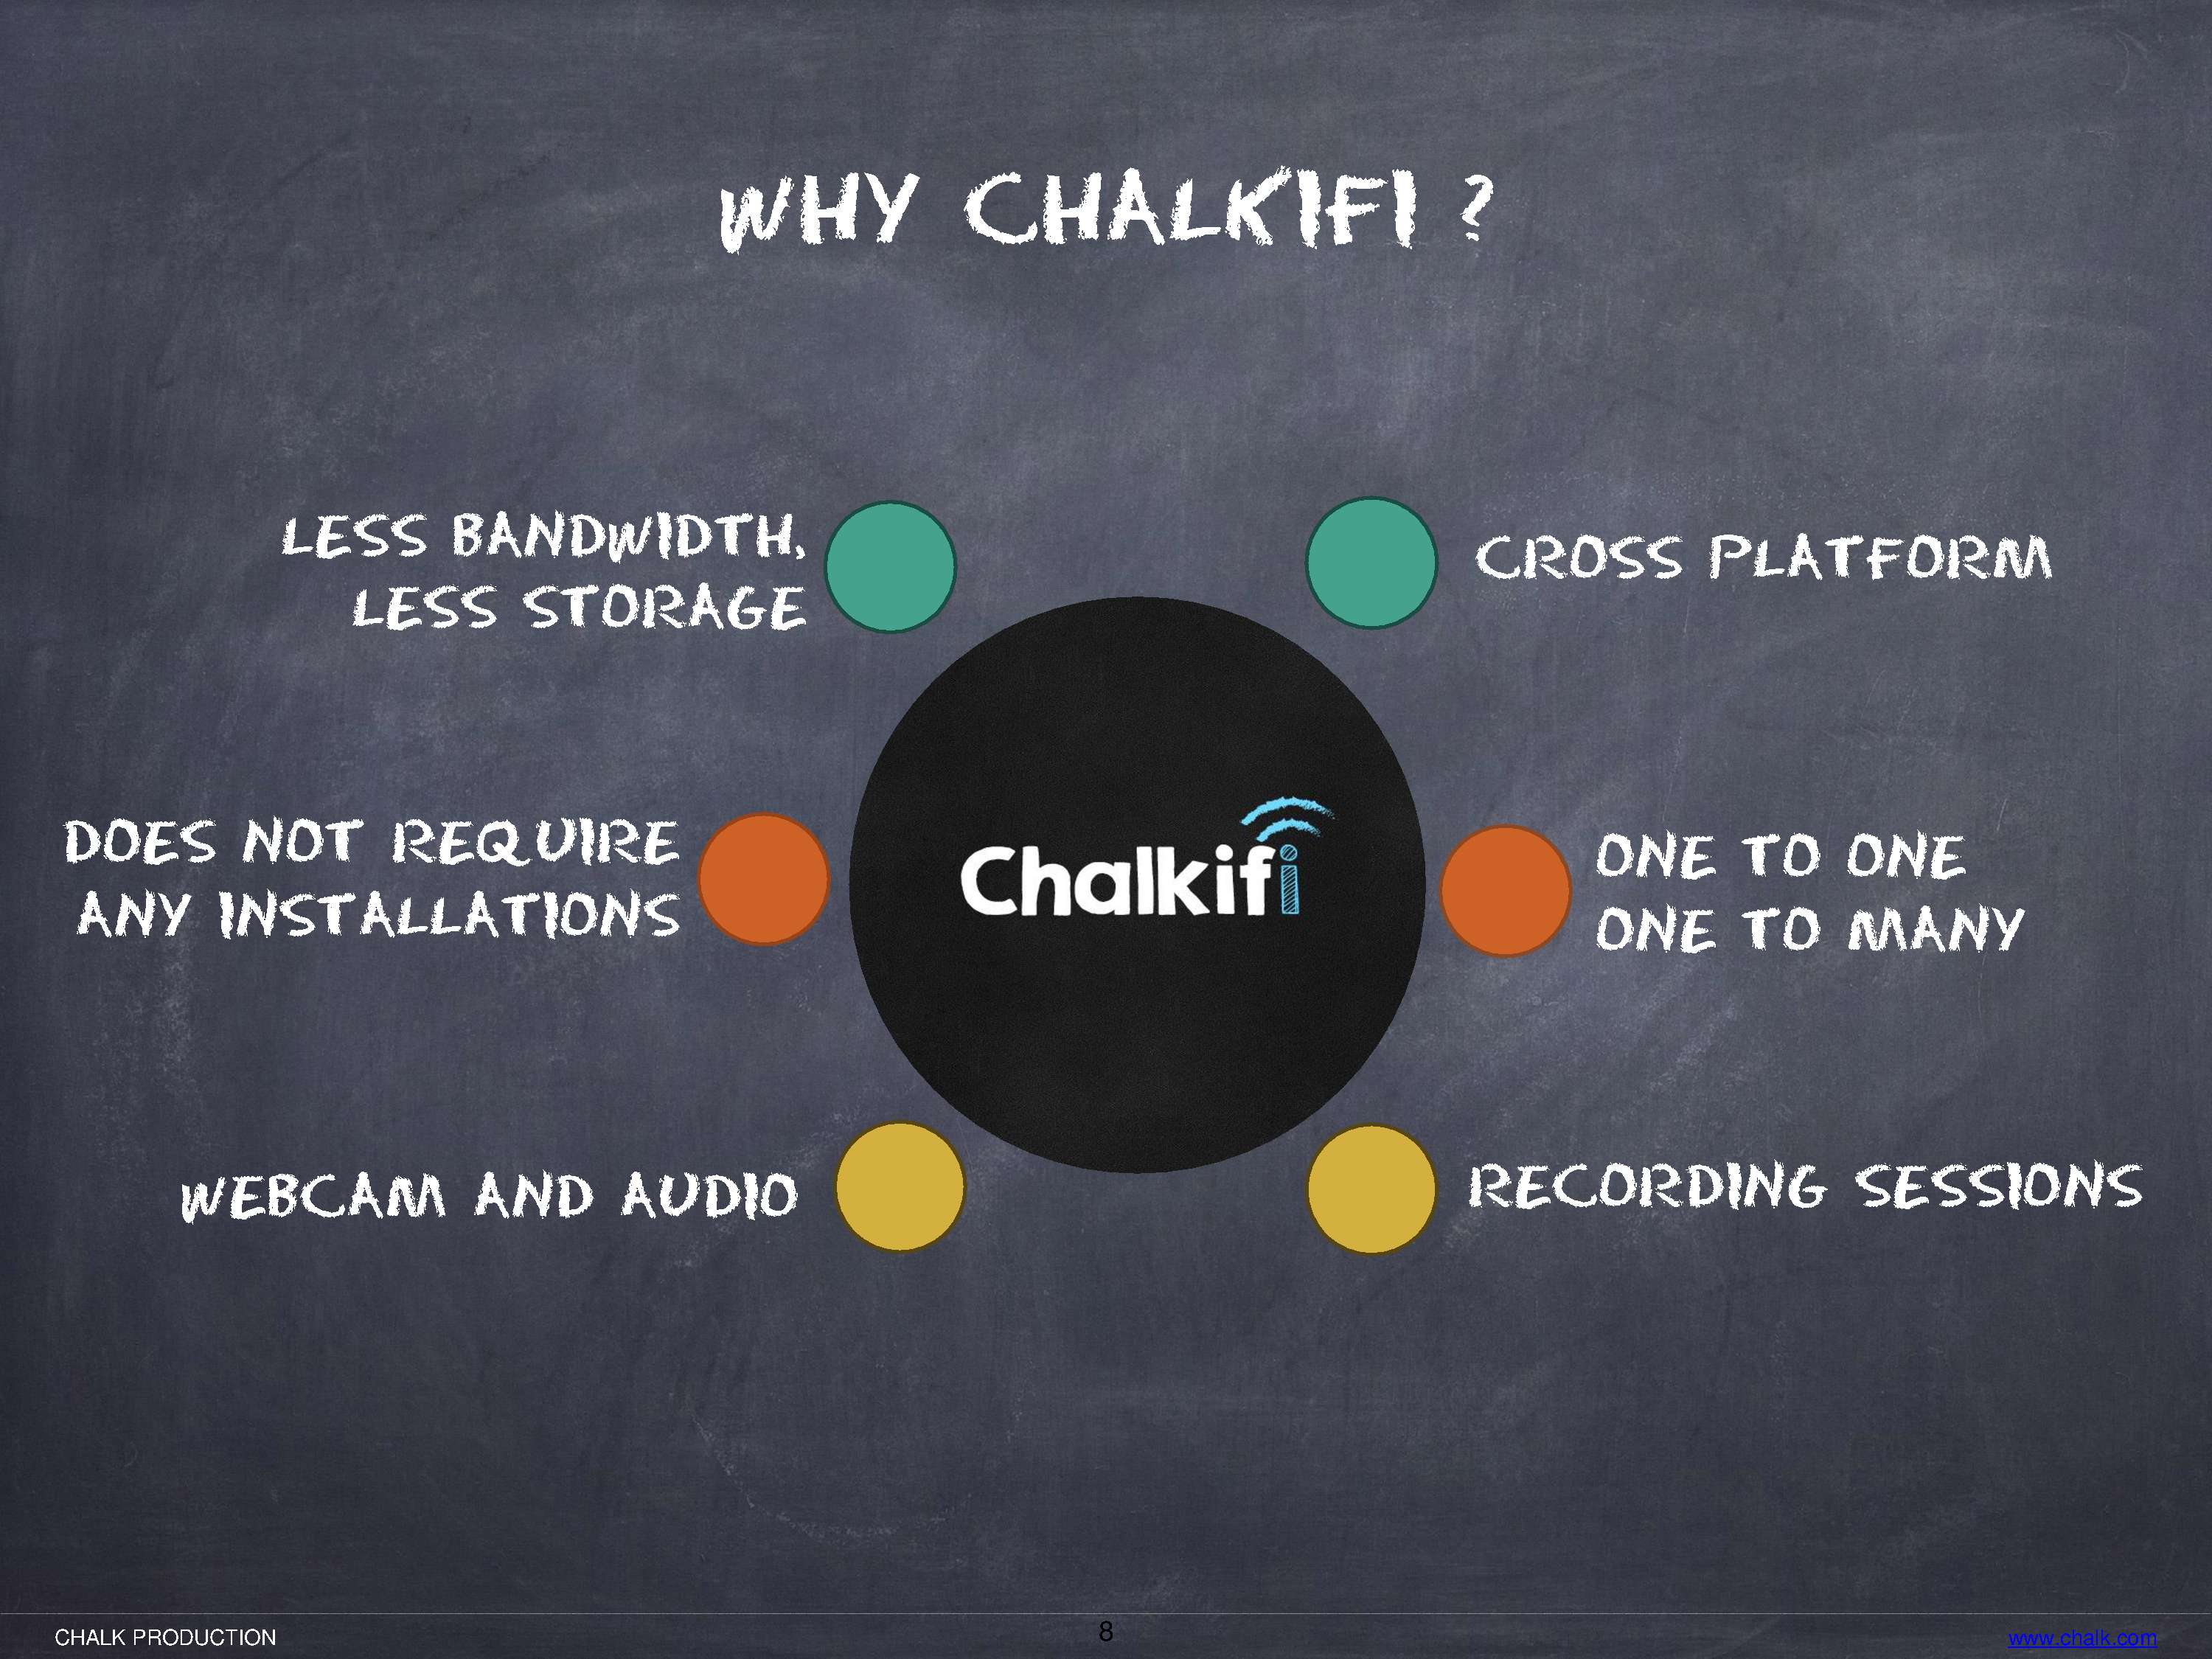 WHY CHALKIFI ?
LESS BANDWIDTH,
LESS STORAGE
CROSS PLATFORM
DOES NOT REQUIRE
ANY INSTALLATIONS
Chalkifi
ONE TO ONE
ONE TO MANY
WEBCAM AND AUDIO
RECORDING SESSIONS
CHALK PRODUCTION
8
www.chalk.com